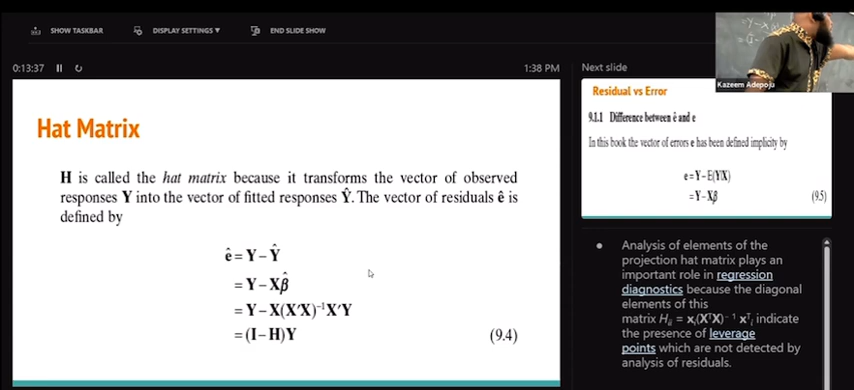 SHOW TASKBAR
DISPLAY SETTINGS ▼
END SLIDE SHOW
0:13:37
1:38 PM
Hat Matrix
H is called the hat matrix because it transforms the vector of observed
responses Y into the vector of fitted responses Ŷ. The vector of residuals ê is
defined by
ê = Y – Ŷ
= Y – Xβ̂
= Y – X(X′X)⁻¹X′Y
= (I – H)Y (9.4)
Next slide
Kazeem Adepoju
Residual vs Error
9.1.1 Difference between ê and e
In this book the vector of errors e has been defined implicity by
e=Y–E(Y|X)
=Y–Xβ (9.5)
● Analysis of elements of the
projection hat matrix plays an
important role in regression
diagnostics because the diagonal
elements of this
matrix Hᵢᵢ = xᵢ(XᵀX)⁻¹ xᵀᵢ indicate
the presence of leverage
points which are not detected by
analysis of residuals.